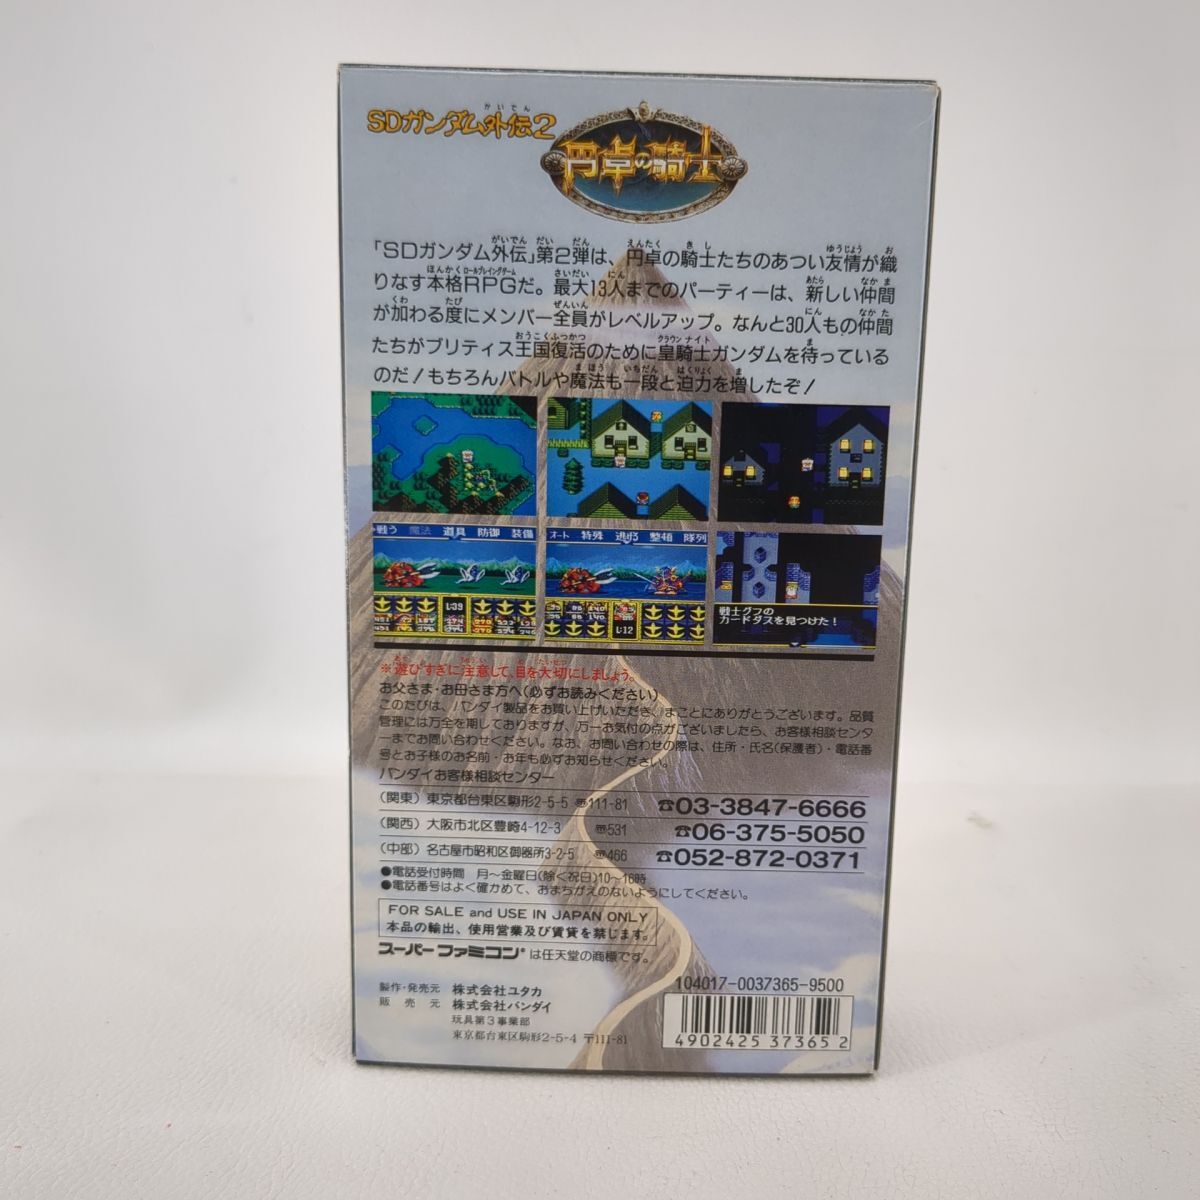 SDガンダム外伝2
円卓の騎士
「SDガンダム外伝」第2弾は、円卓の騎士たちのあつい友情が織
りなす本格RPGだ。最大13人までのパーティーは、新しい仲間
が加わる度にメンバー全員がレベルアップ。なんと30人もの仲間
たちがブリティス王国復活のために皇騎士ガンダムを待っている
のだ！もちろんバトルや魔法も一段と迫力を増したぞ！
戦う 魔法 道具 防御 装備
L:39
オート 特殊 逃げる 整頓 隊列
L:12
戦士グフの
カードダスを見つけた！
※遊びすぎに注意して、目を大切にしましょう。
お父さま・お母さま方へ(必ずお読みください)
このたびは、バンダイ製品をお買い上げいただき、まことにありがとうございます。品質
管理には万全を期しておりますが、万一お気付の点がございましたら、お客様相談センタ
ーまでお問い合わせください。なお、お問い合わせの際は、住所・氏名(保護者)・電話番
号とお子様のお名前・お年も必ずお知らせください。
バンダイお客様相談センター
(関東) 東京都台東区駒形2-5-5 〠111-81 ☎03-3847-6666
(関西) 大阪市北区豊崎4-12-3 〠531 ☎06-375-5050
(中部) 名古屋市昭和区御器所3-2-5 〠466 ☎052-872-0371
●電話受付時間 月〜金曜日(除く祝日)10〜16時
●電話番号はよく確かめて、おまちがえのないようにしてください。
FOR SALE and USE IN JAPAN ONLY
本品の輸出、使用営業及び賃貸を禁じます。
スーパーファミコン® は任天堂の商標です。
製作・発売元 株式会社ユタカ
販売元 株式会社バンダイ
玩具第3事業部
東京都台東区駒形2-5-4 〒111-81
104017-0037365-9500
4902425 373652